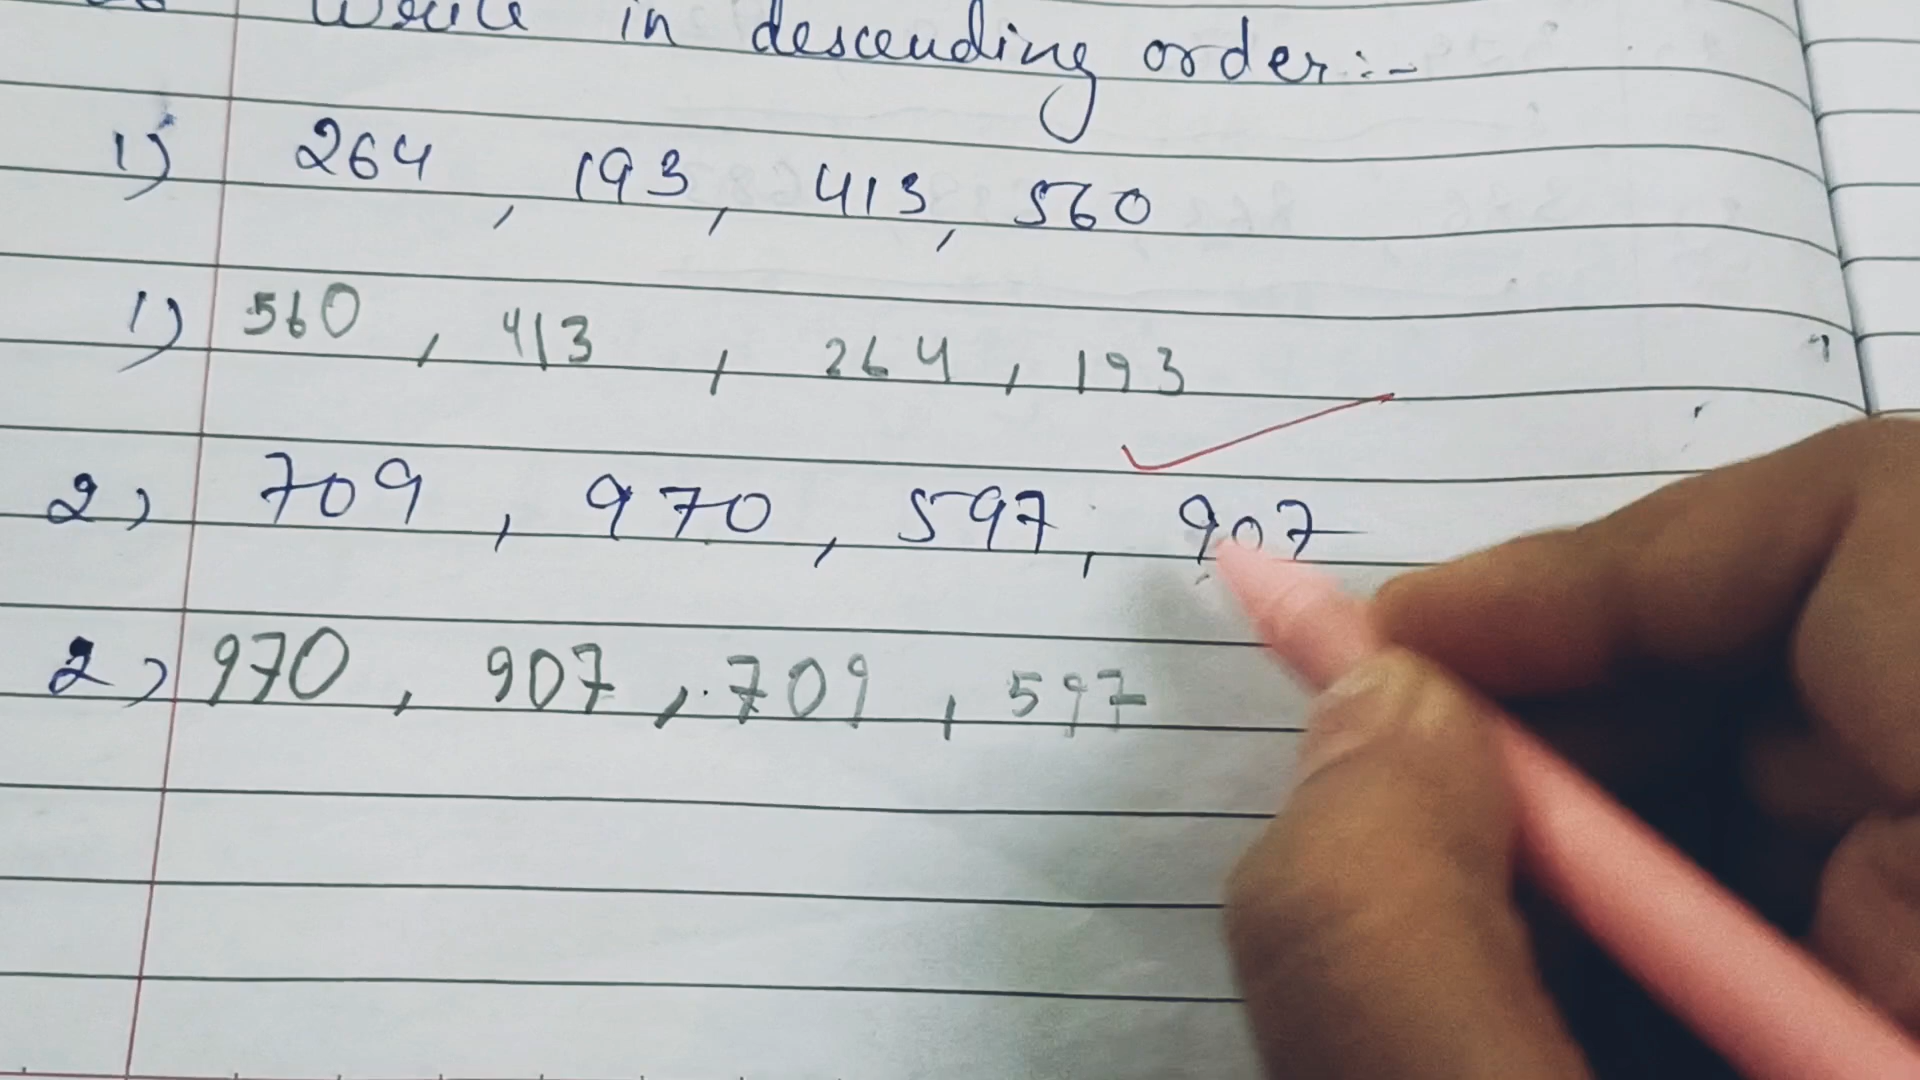 Write in descending order:-
1) 264, 193, 413, 560
1) 560, 413, 264, 193
2) 709, 970, 597, 907
2) 970, 907, 709, 597